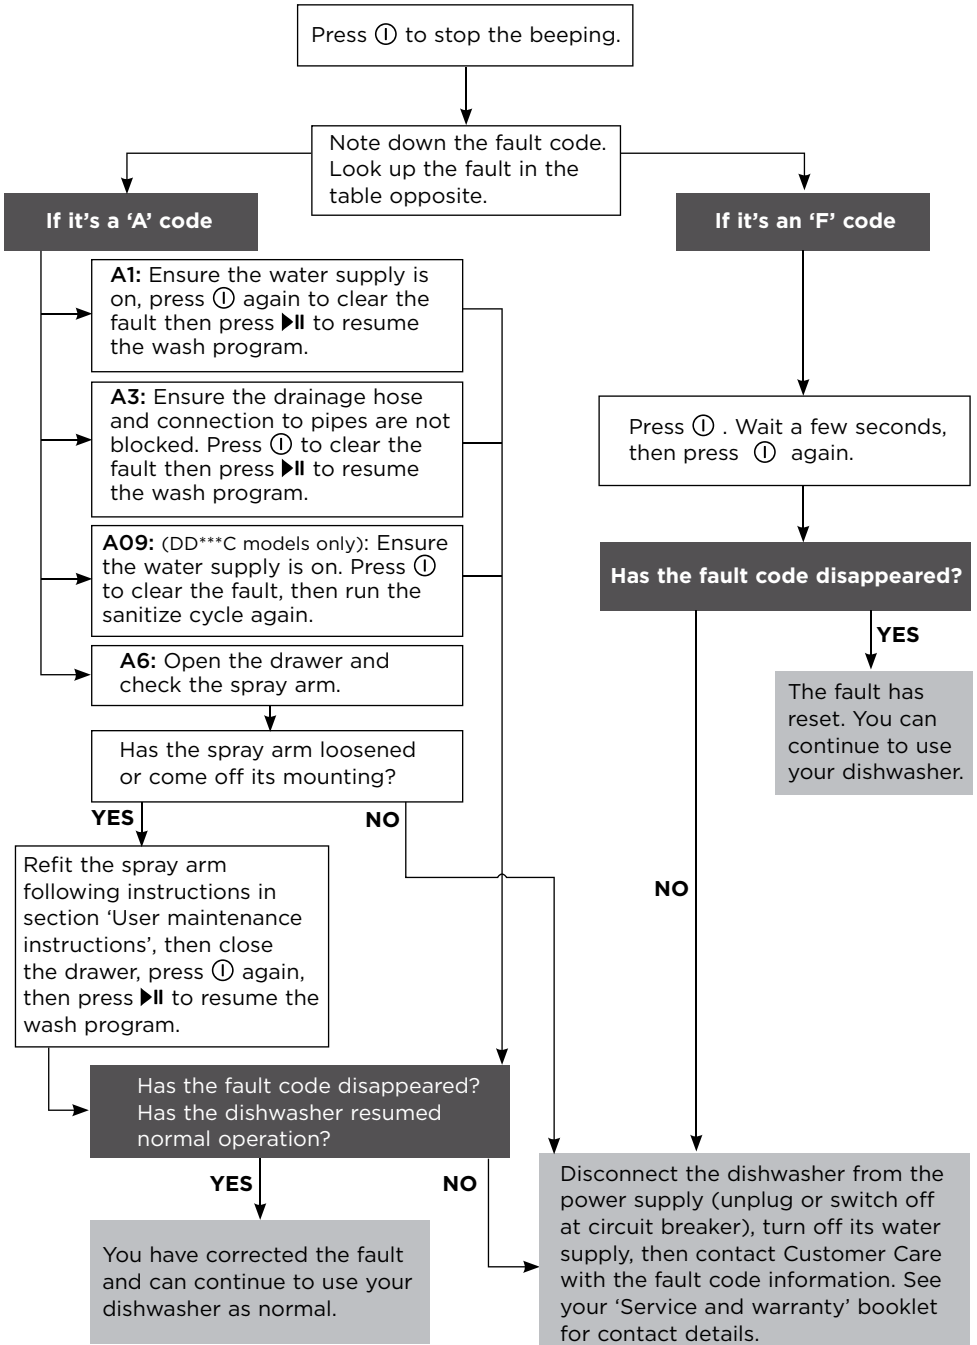 Press ⏼ to stop the beeping.
Note down the fault code.
Look up the fault in the
table opposite.
If it's a ‘A’ code
If it's an ‘F’ code
A1: Ensure the water supply is
on, press ⏼ again to clear the
fault then press ⏯ to resume
the wash program.
A3: Ensure the drainage hose
and connection to pipes are not
blocked. Press ⏼ to clear the
fault then press ⏯ to resume
the wash program.
A09: (DD***C models only): Ensure
the water supply is on. Press ⏼
to clear the fault, then run the
sanitize cycle again.
A6: Open the drawer and
check the spray arm.
Has the spray arm loosened
or come off its mounting?
YES
NO
Refit the spray arm
following instructions in
section ‘User maintenance
instructions’, then close
the drawer, press ⏼ again,
then press ⏯ to resume the
wash program.
Has the fault code disappeared?
Has the dishwasher resumed
normal operation?
YES
NO
You have corrected the fault
and can continue to use your
dishwasher as normal.
Press ⏼ . Wait a few seconds,
then press ⏼ again.
Has the fault code disappeared?
YES
The fault has
reset. You can
continue to use
your dishwasher.
NO
Disconnect the dishwasher from the
power supply (unplug or switch off
at circuit breaker), turn off its water
supply, then contact Customer Care
with the fault code information. See
your ‘Service and warranty’ booklet
for contact details.